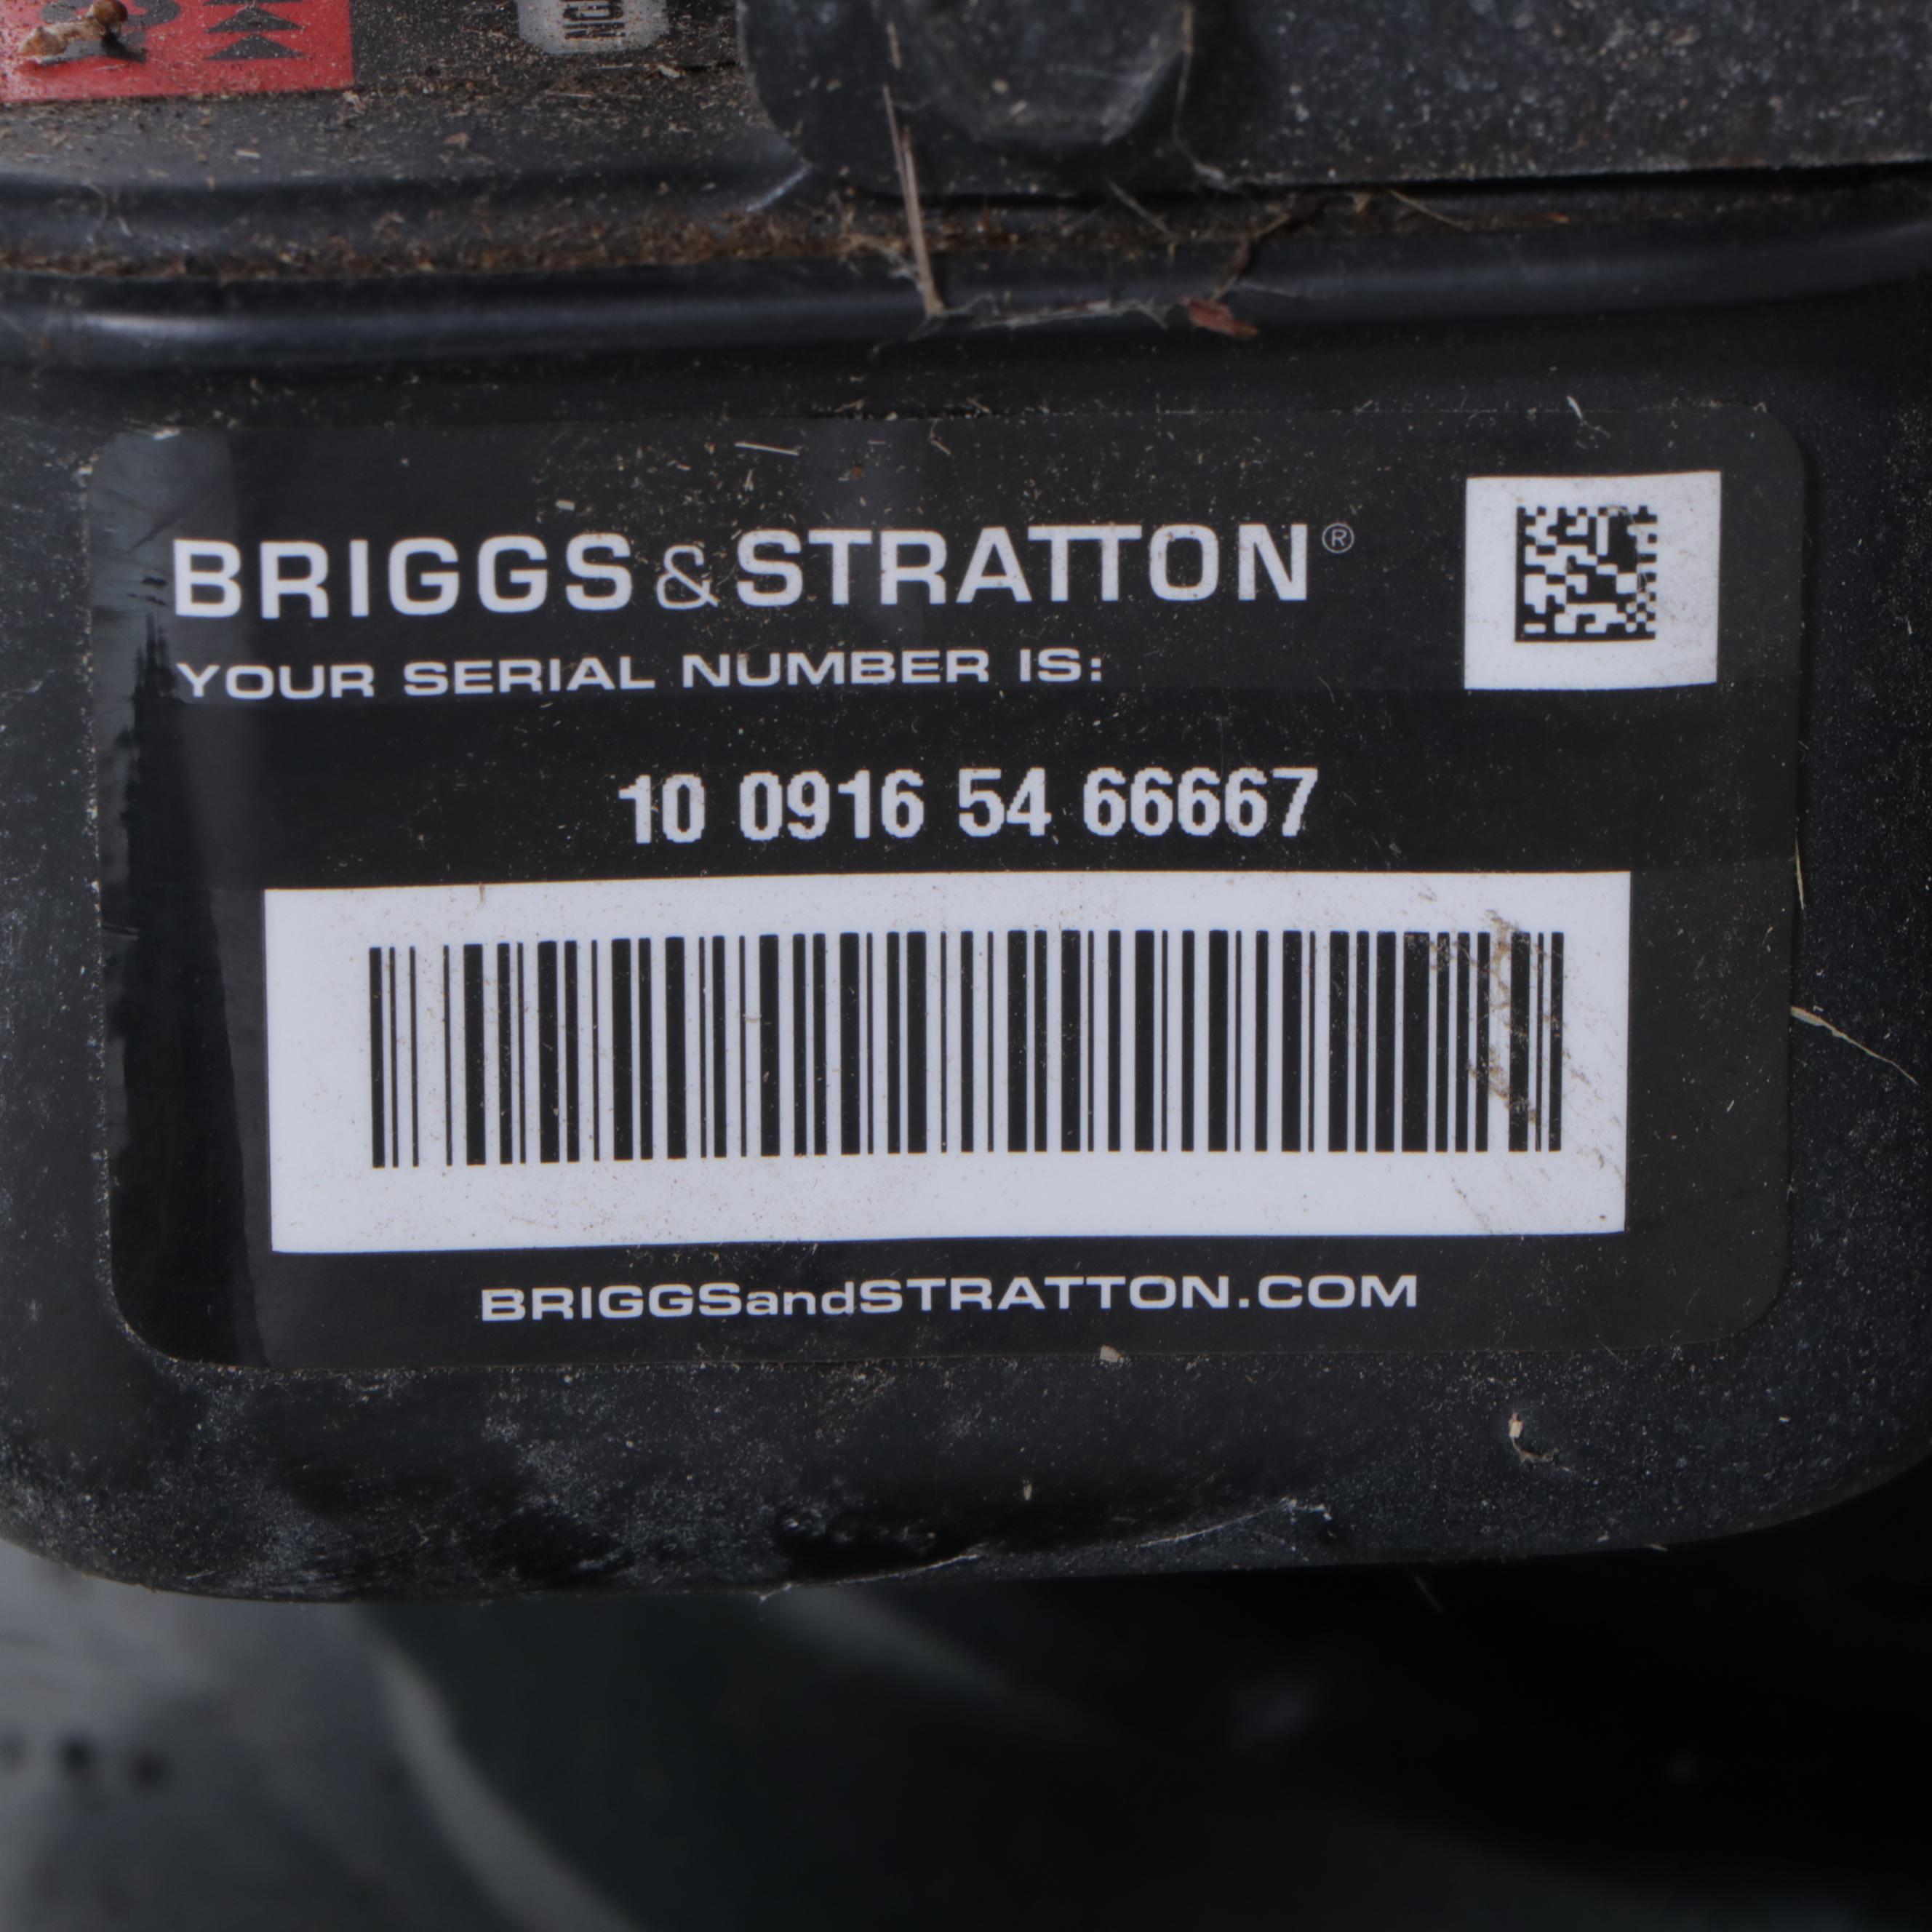 BRIGGS & STRATTON®
YOUR SERIAL NUMBER IS:
10 0916 54 66667
BRIGGSandSTRATTON.COM